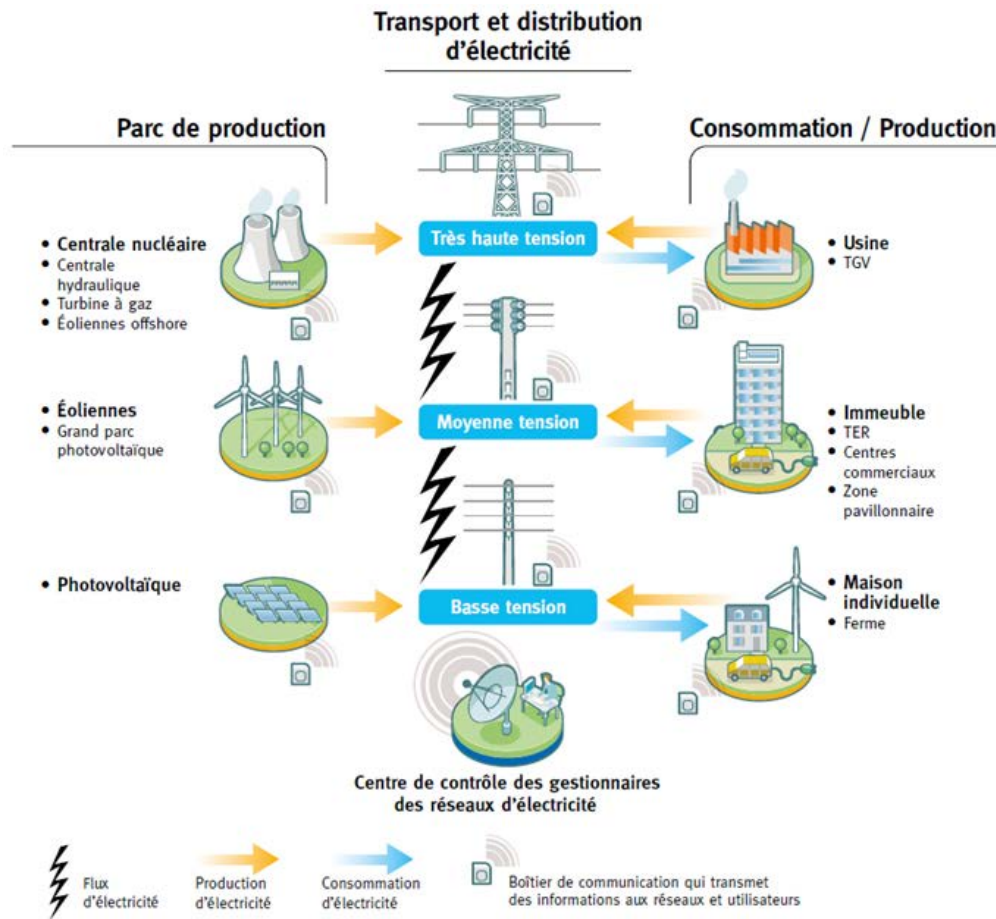 Transport et distribution
d'électricité
Parc de production
Consommation / Production
• Centrale nucléaire
• Centrale
hydraulique
• Turbine à gaz
• Éoliennes offshore
Très haute tension
• Usine
• TGV
• Éoliennes
• Grand parc
photovoltaïque
Moyenne tension
• Immeuble
• TER
• Centres
commerciaux
• Zone
pavillonnaire
• Photovoltaïque
Basse tension
• Maison
individuelle
• Ferme
Centre de contrôle des gestionnaires
des réseaux d'électricité
Flux
d'électricité
Production
d'électricité
Consommation
d'électricité
Boîtier de communication qui transmet
des informations aux réseaux et utilisateurs